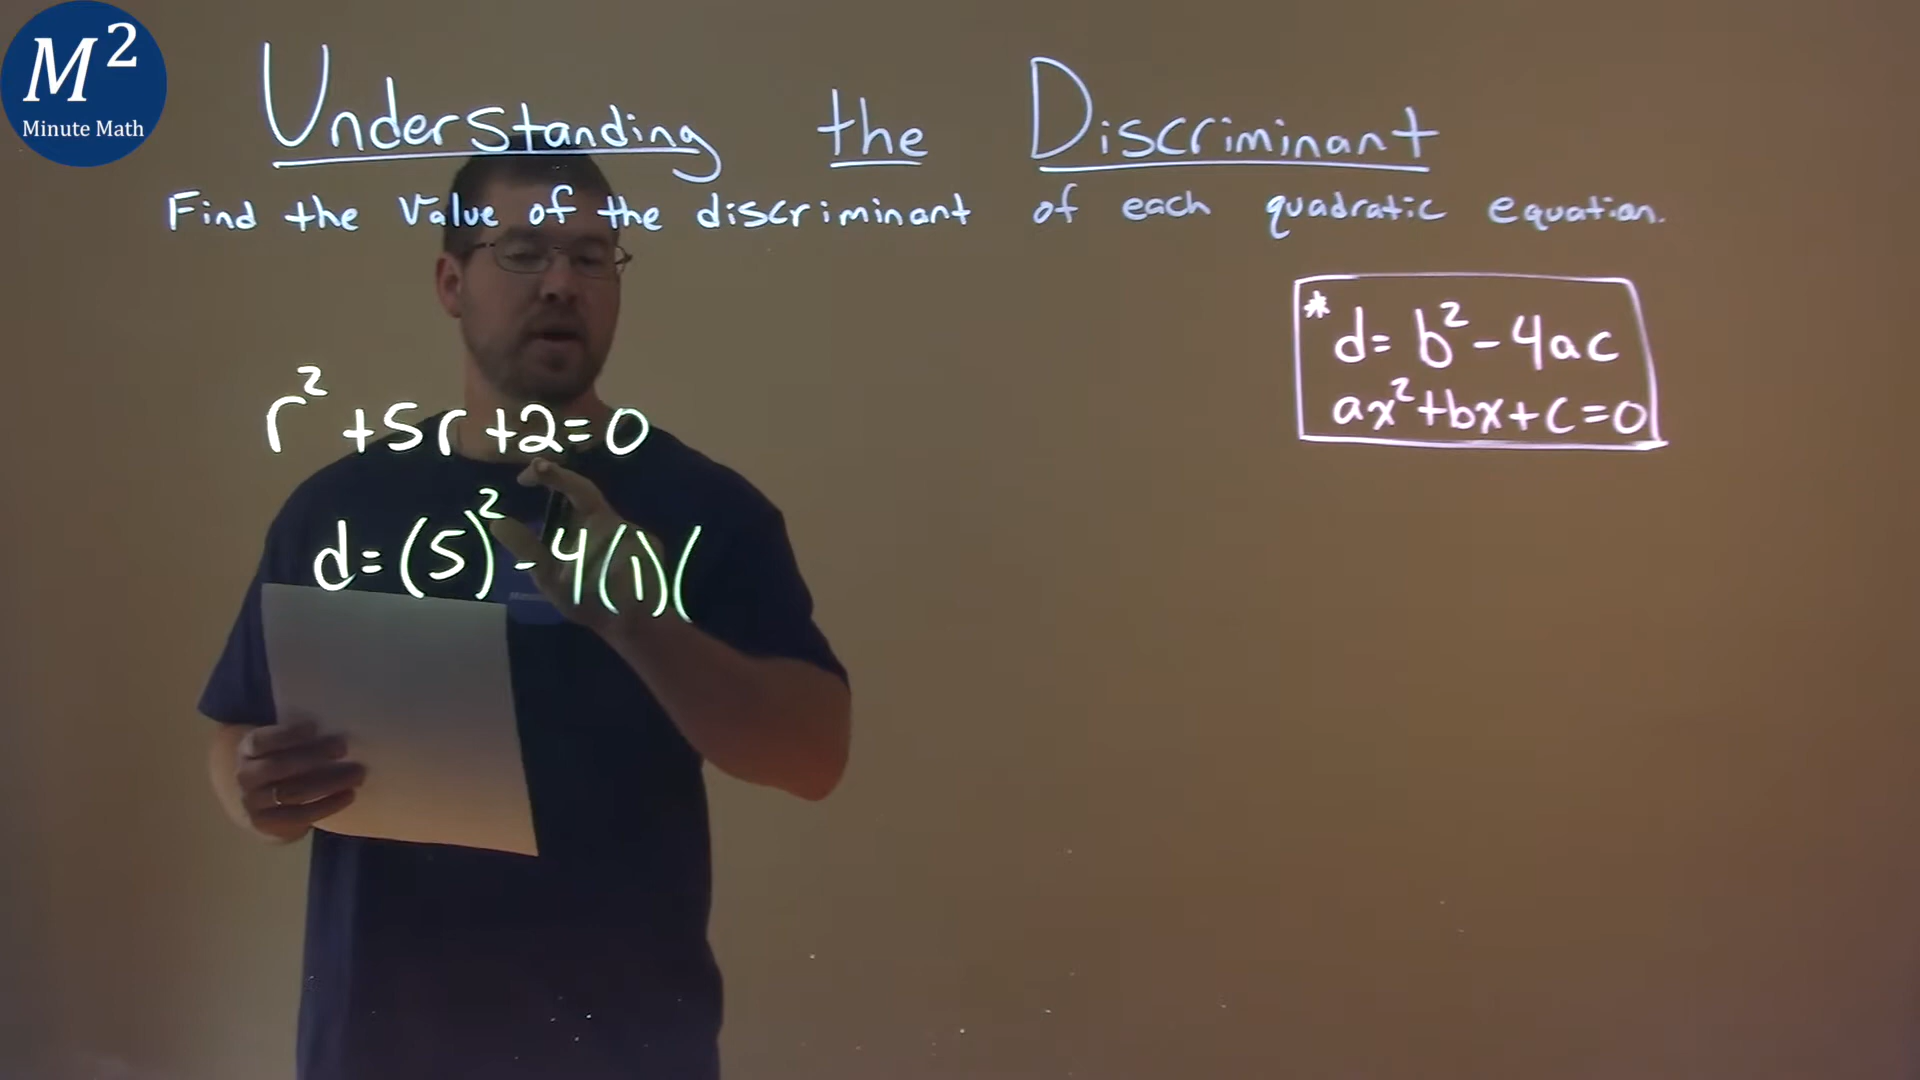 M²
Minute Math
Understanding the Discriminant
Find the Value of the discriminant of each quadratic equation.
* d = b² - 4ac
ax² + bx + c = 0
r² + 5r + 2 = 0
d = (5)² - 4(1)(